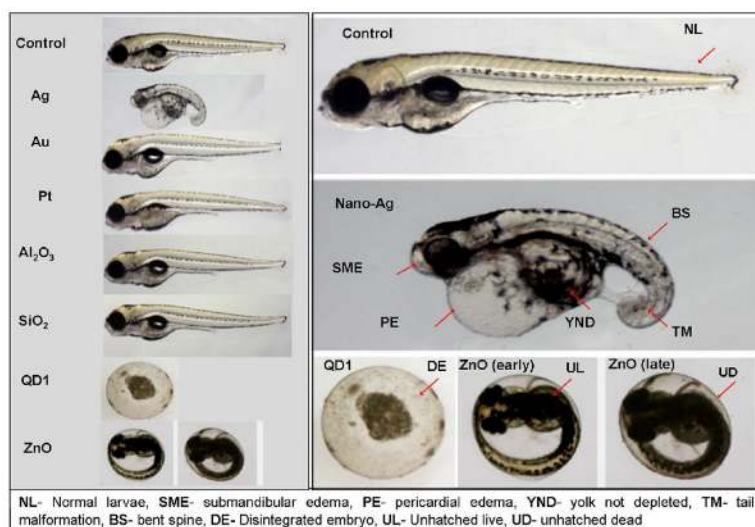 Control
Ag
Au
Pt
Al₂O₃
SiO₂
QD1
ZnO
Control
NL
Nano-Ag
BS
SME
PE
YND
TM
QD1
DE
ZnO (early)
UL
ZnO (late)
UD
NL- Normal larvae, SME- submandibular edema, PE- pericardial edema, YND- yolk not depleted, TM- tail
malformation, BS- bent spine, DE- Disintegrated embryo, UL- Unhatched live, UD- unhatched dead